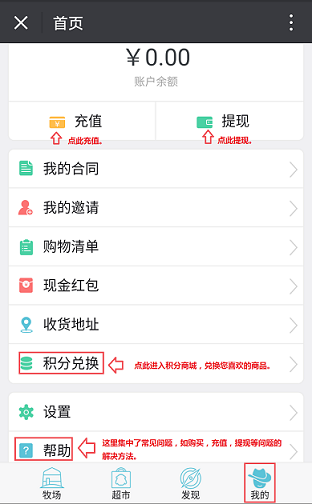 首页
￥0.00
账户余额
充值 提现
点此充值。 点此提现。
我的合同
我的邀请
购物清单
现金红包
收货地址
积分兑换 点此进入积分商城，兑换您喜欢的商品。
设置
帮助 这里集中了常见问题，如购买，充值，提现等问题的
解决方法。
牧场 超市 发现 我的